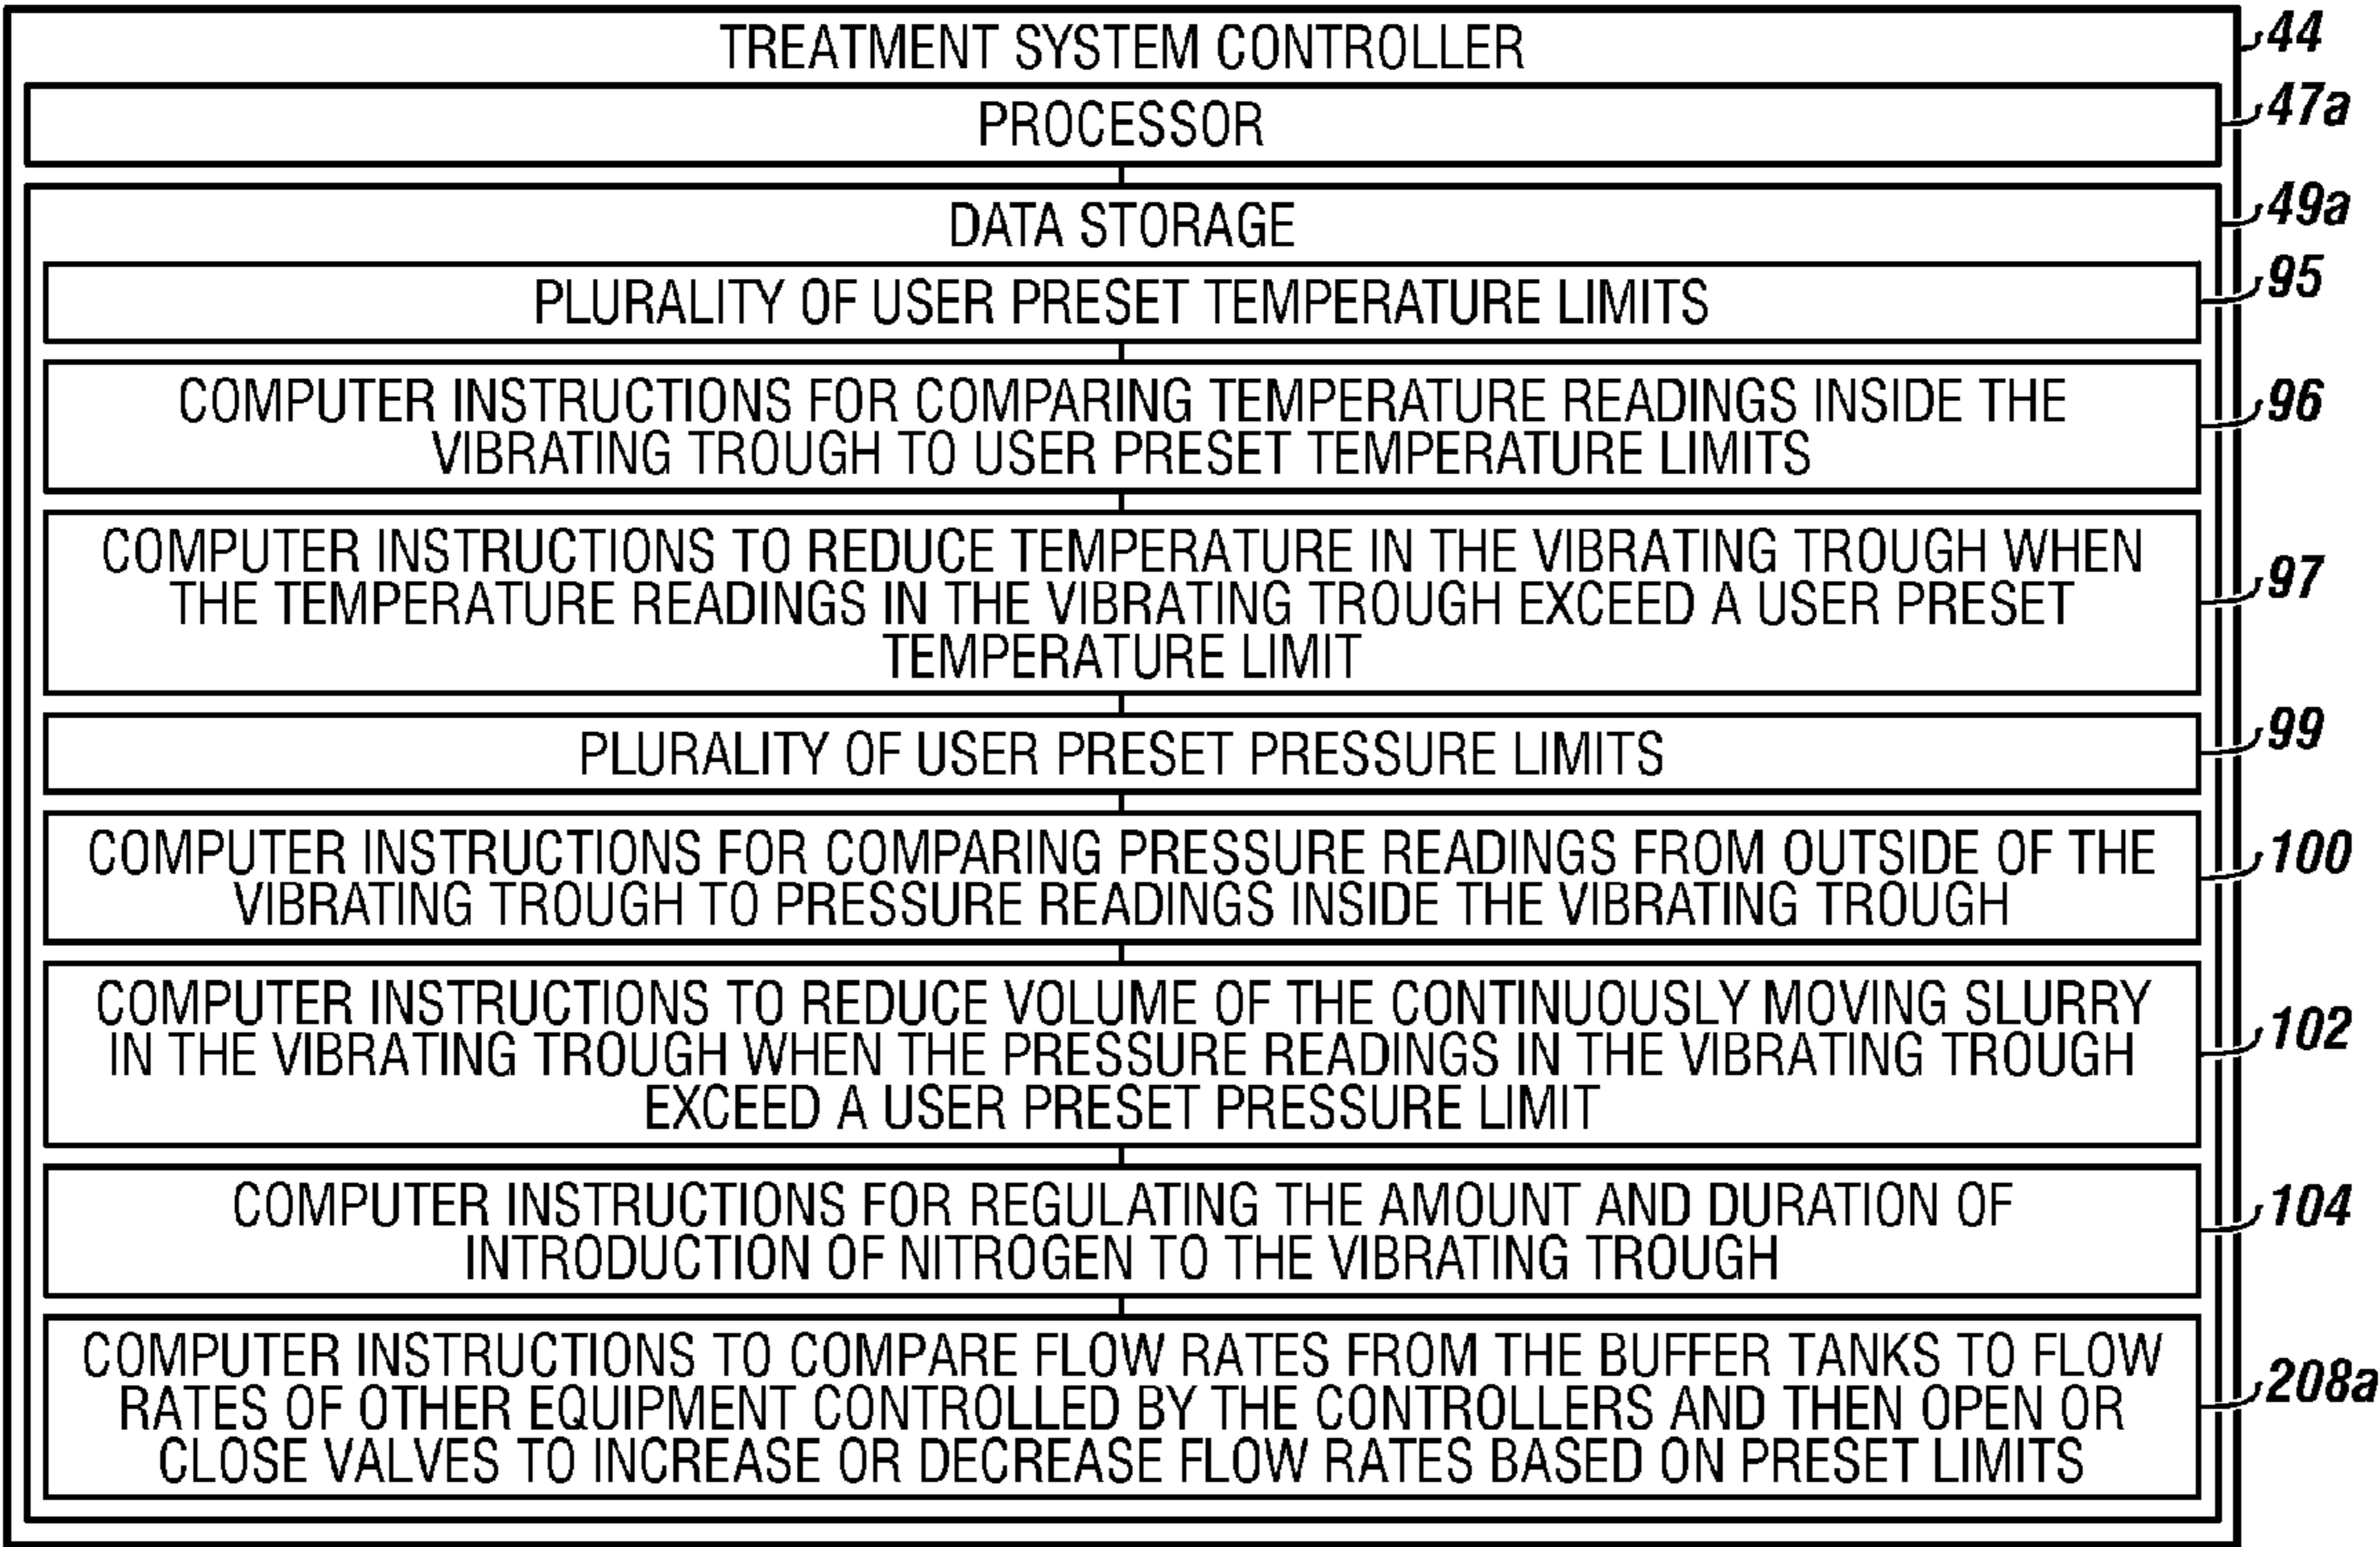 TREATMENT SYSTEM CONTROLLER
44
PROCESSOR
47a
DATA STORAGE
49a
PLURALITY OF USER PRESET TEMPERATURE LIMITS
95
COMPUTER INSTRUCTIONS FOR COMPARING TEMPERATURE READINGS INSIDE THE
VIBRATING TROUGH TO USER PRESET TEMPERATURE LIMITS
96
COMPUTER INSTRUCTIONS TO REDUCE TEMPERATURE IN THE VIBRATING TROUGH WHEN
THE TEMPERATURE READINGS IN THE VIBRATING TROUGH EXCEED A USER PRESET
TEMPERATURE LIMIT
97
PLURALITY OF USER PRESET PRESSURE LIMITS
99
COMPUTER INSTRUCTIONS FOR COMPARING PRESSURE READINGS FROM OUTSIDE OF THE
VIBRATING TROUGH TO PRESSURE READINGS INSIDE THE VIBRATING TROUGH
100
COMPUTER INSTRUCTIONS TO REDUCE VOLUME OF THE CONTINUOUSLY MOVING SLURRY
IN THE VIBRATING TROUGH WHEN THE PRESSURE READINGS IN THE VIBRATING TROUGH
EXCEED A USER PRESET PRESSURE LIMIT
102
COMPUTER INSTRUCTIONS FOR REGULATING THE AMOUNT AND DURATION OF
INTRODUCTION OF NITROGEN TO THE VIBRATING TROUGH
104
COMPUTER INSTRUCTIONS TO COMPARE FLOW RATES FROM THE BUFFER TANKS TO FLOW
RATES OF OTHER EQUIPMENT CONTROLLED BY THE CONTROLLERS AND THEN OPEN OR
CLOSE VALVES TO INCREASE OR DECREASE FLOW RATES BASED ON PRESET LIMITS
208a